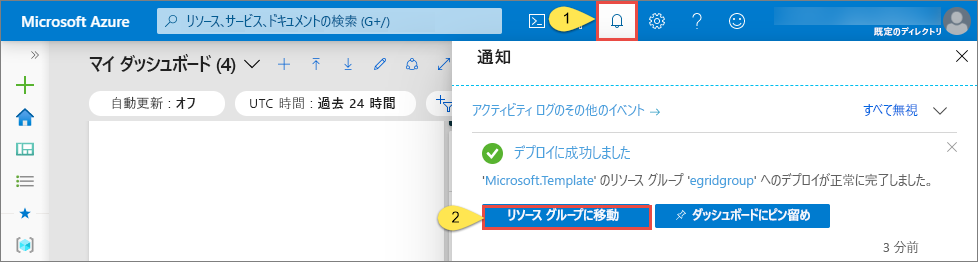 Microsoft Azure
リソース、サービス、ドキュメントの検索 (G+/)
1
既定のディレクトリ
マイ ダッシュボード (4)
自動更新 : オフ
UTC 時間 : 過去 24 時間
通知
アクティビティ ログのその他のイベント →
すべて無視
デプロイに成功しました
'Microsoft.Template' のリソース グループ 'egridgroup' へのデプロイが正常に完了しました。
2
リソース グループに移動
ダッシュボードにピン留め
3 分前